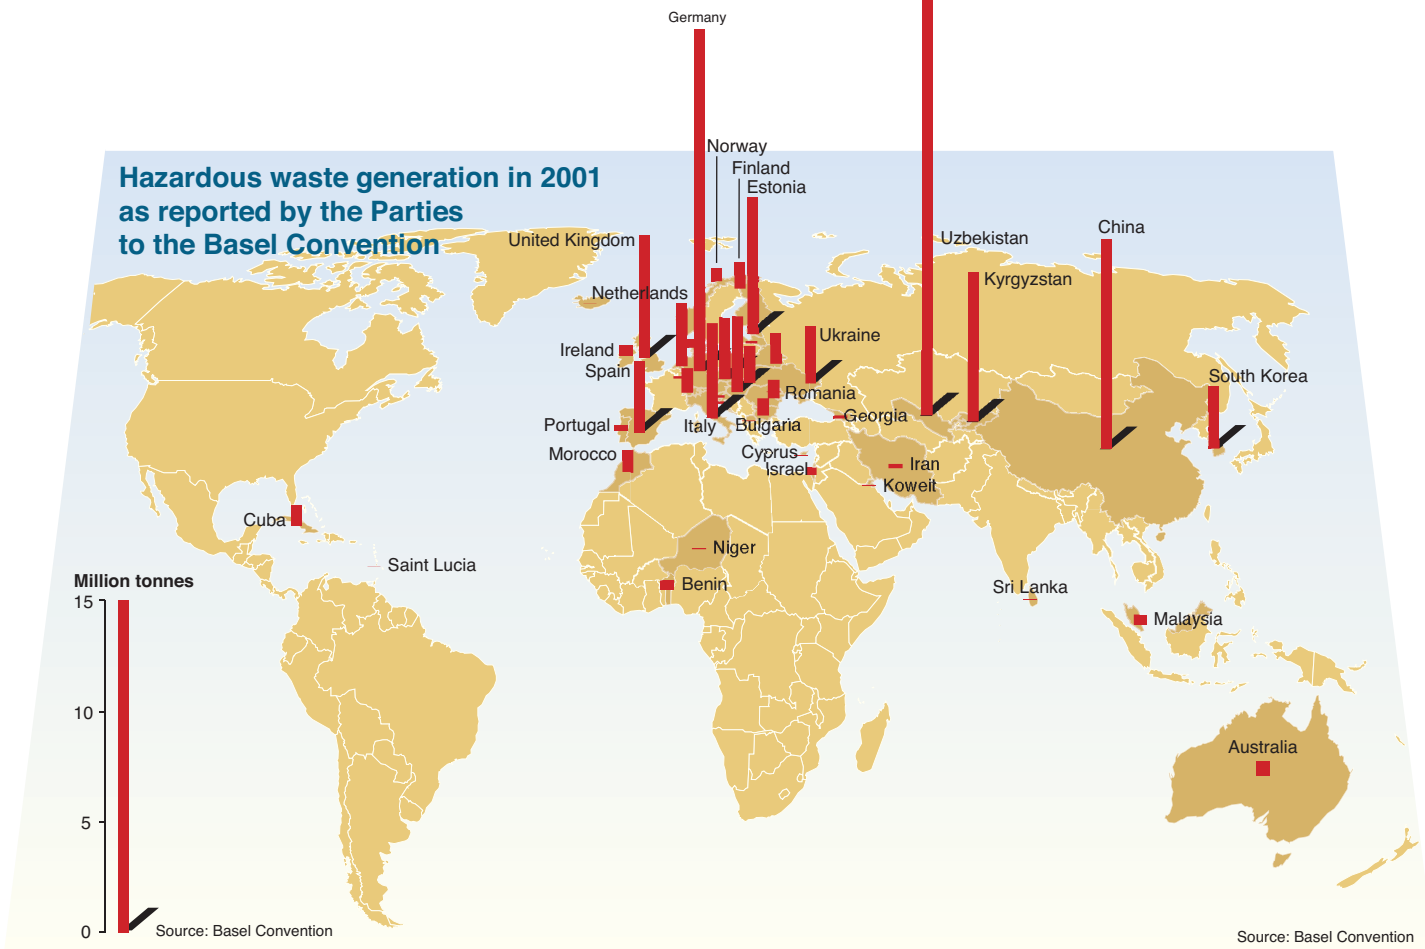 Germany
Norway
Finland
Estonia
Hazardous waste generation in 2001
as reported by the Parties
to the Basel Convention
United Kingdom
Uzbekistan
China
Kyrgyzstan
Netherlands
Ukraine
Ireland
Spain
South Korea
Romania
Portugal
Italy
Bulgaria
Georgia
Morocco
Cyprus
Israel
Iran
Koweit
Cuba
Niger
Saint Lucia
Benin
Sri Lanka
Malaysia
Million tonnes
15
10
5
0
Australia
Source: Basel Convention
Source: Basel Convention